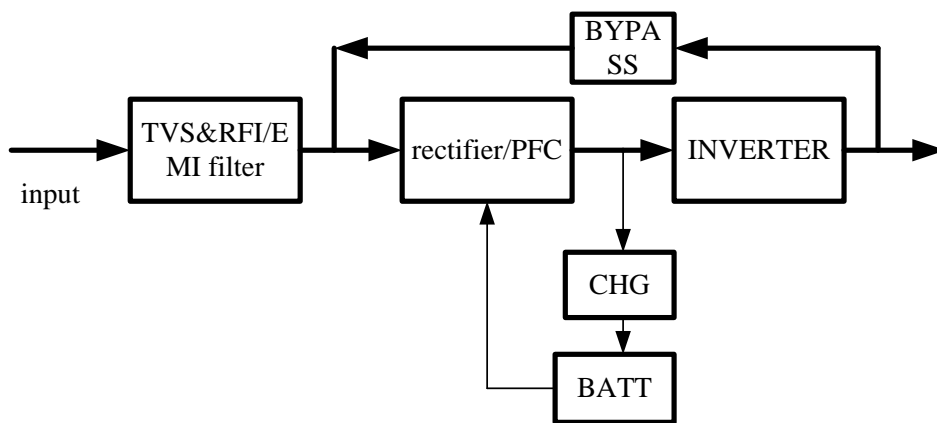 BYPA
SS
TVS&RFI/E
MI filter
rectifier/PFC
INVERTER
input
CHG
BATT